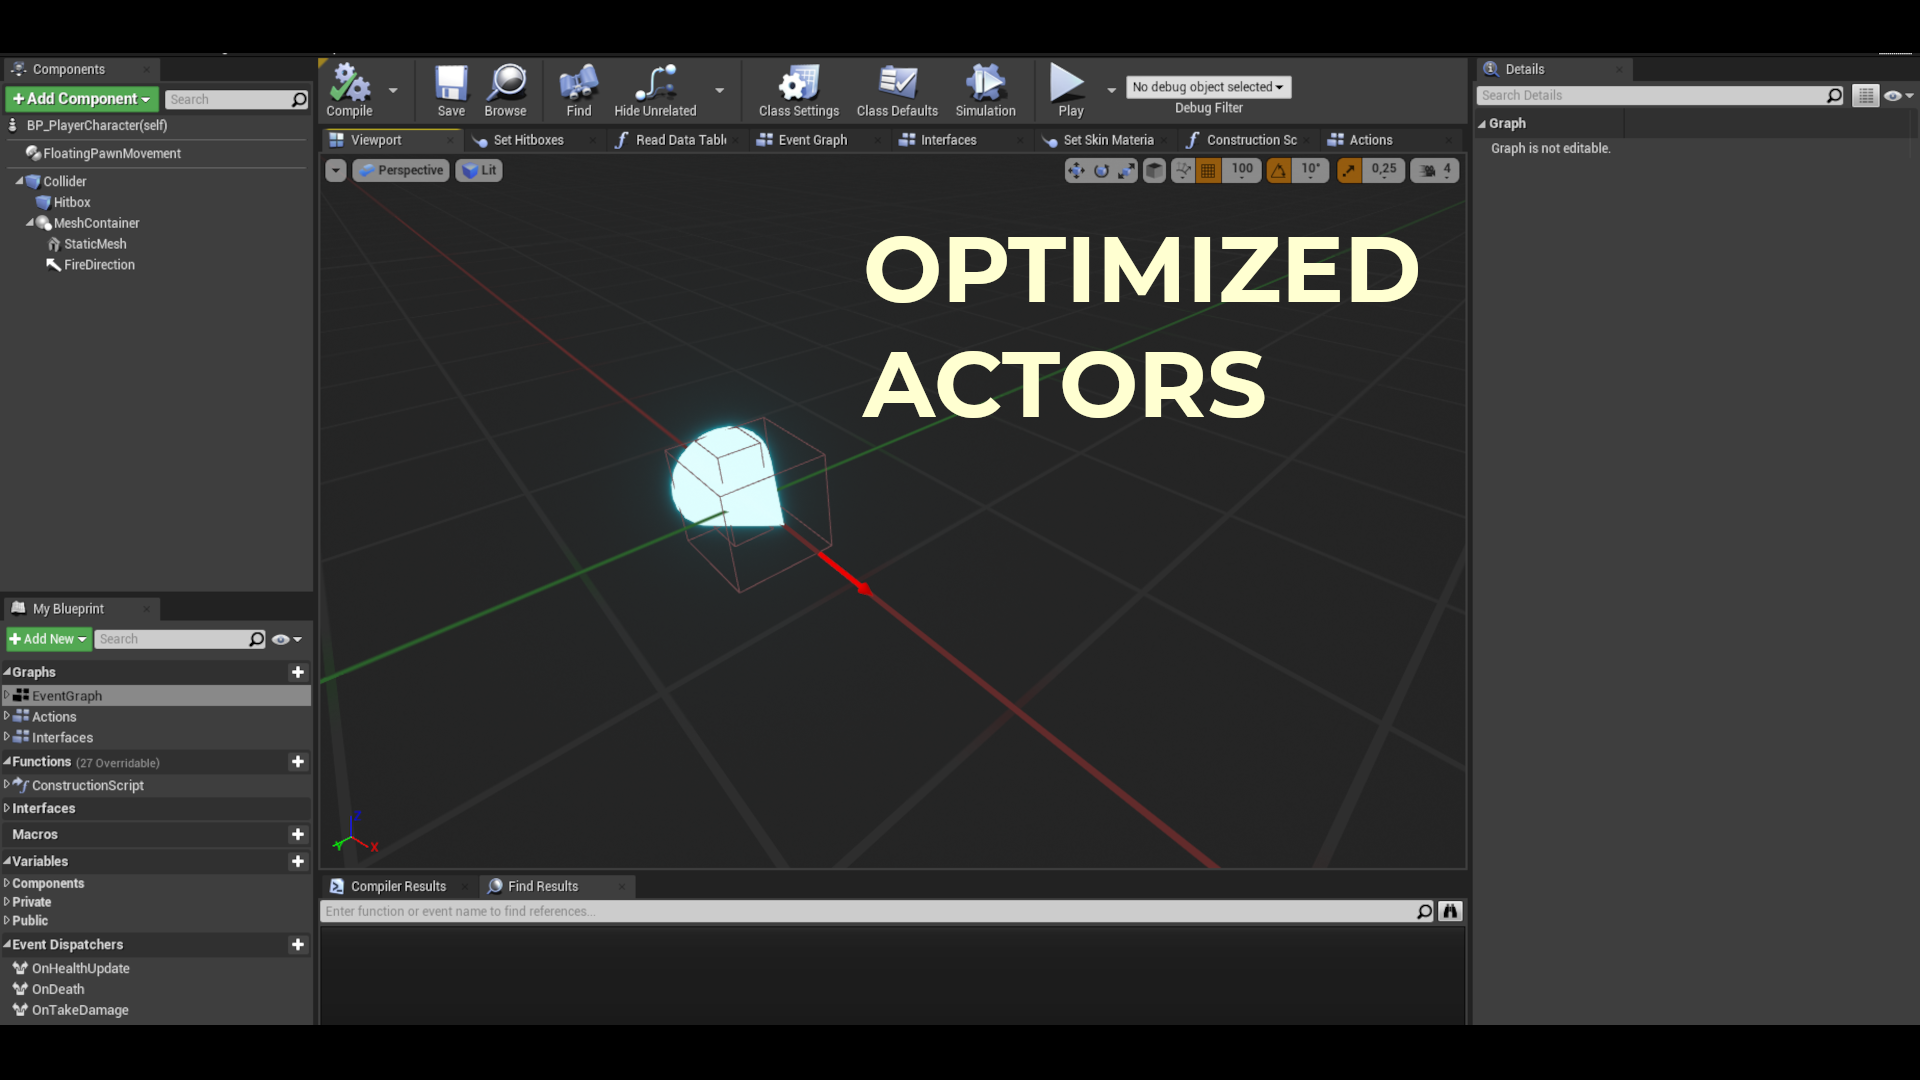 Components
Details
+ Add Component
Search
Compile
Save
Browse
Find
Hide Unrelated
Class Settings
Class Defaults
Simulation
Play
No debug object selected
Debug Filter
Search Details
BP_PlayerCharacter(self)
FloatingPawnMovement
Collider
Hitbox
MeshContainer
StaticMesh
FireDirection
Viewport
Set Hitboxes
Read Data Tabl
Event Graph
Interfaces
Set Skin Materia
Construction Sc
Actions
Graph
Graph is not editable.
Perspective
Lit
100
10°
0,25
4
OPTIMIZED
ACTORS
My Blueprint
+ Add New
Search
Graphs
EventGraph
Actions
Interfaces
Functions (27 Overridable)
ConstructionScript
Interfaces
Macros
Variables
Components
Private
Public
Event Dispatchers
OnHealthUpdate
OnDeath
OnTakeDamage
Z
Y
X
Compiler Results
Find Results
Enter function or event name to find references...